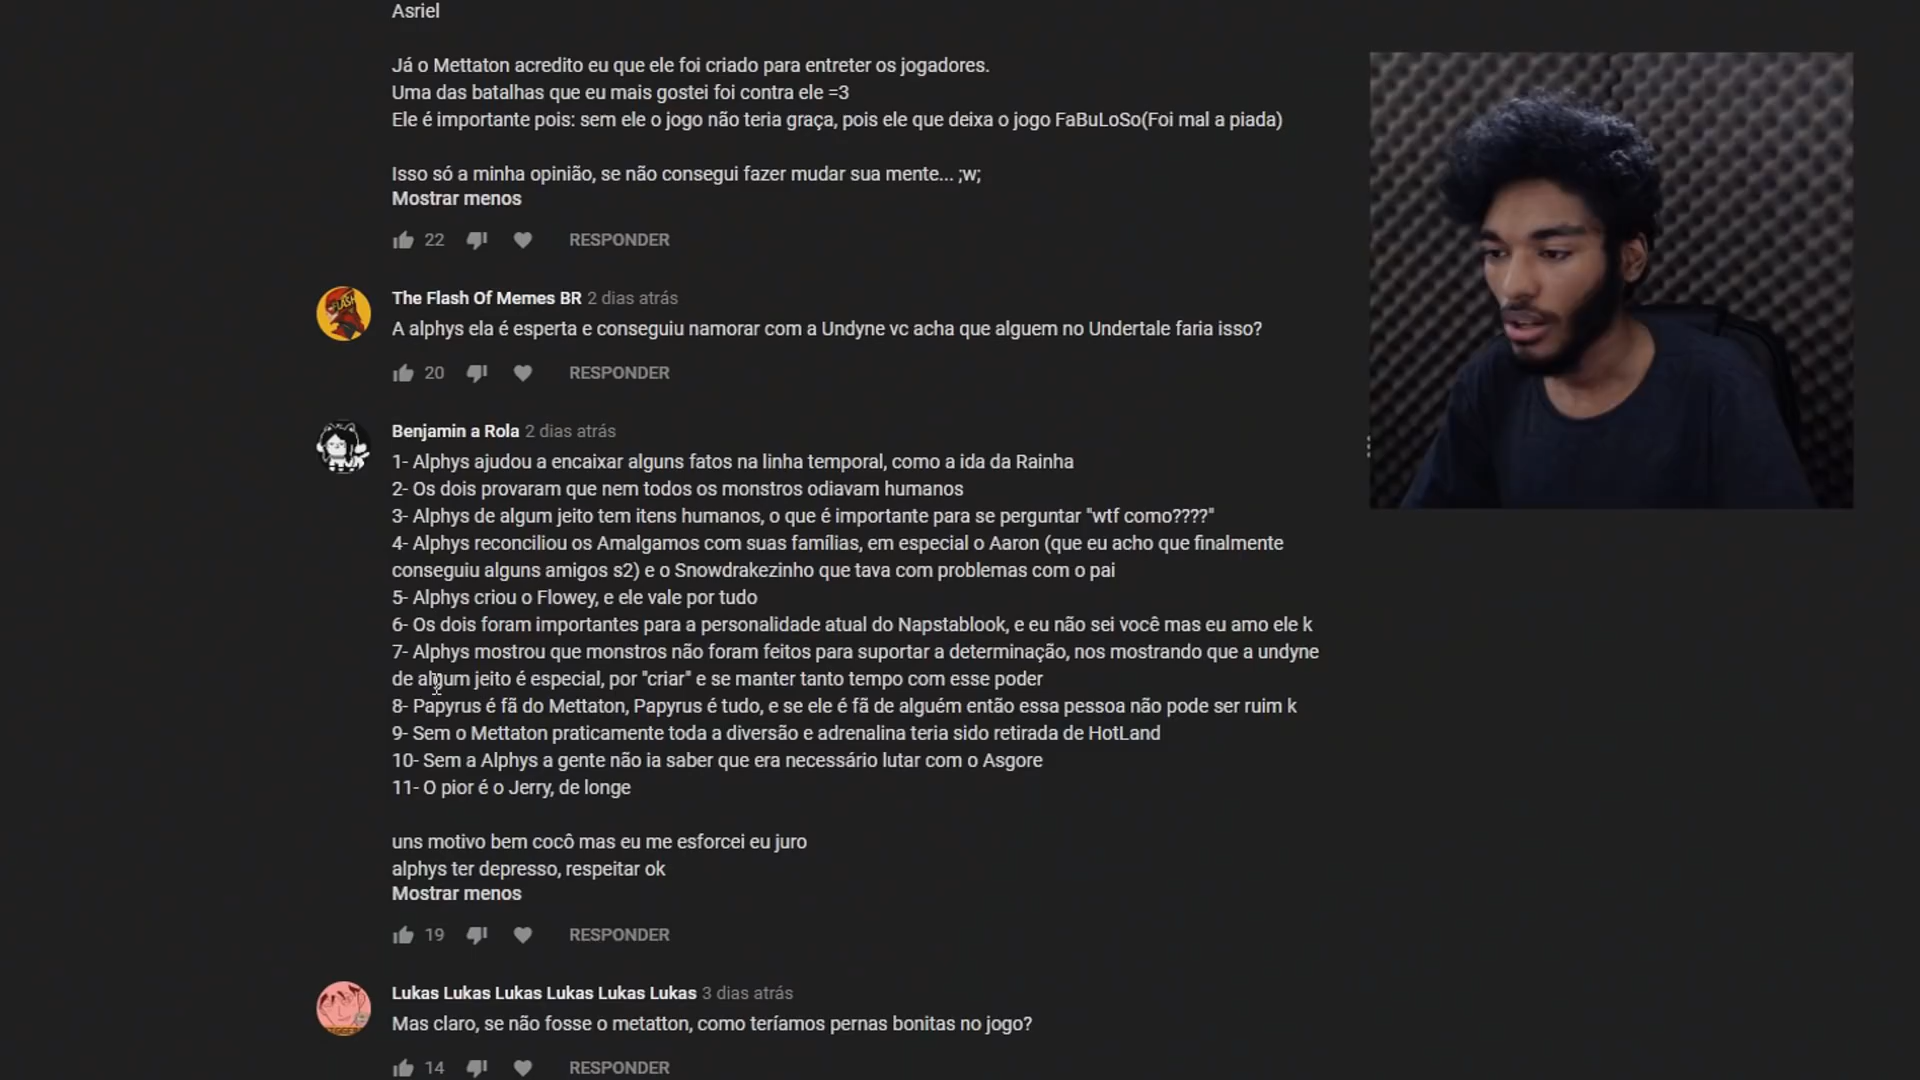 Asriel
Já o Mettaton acredito eu que ele foi criado para entreter os jogadores.
Uma das batalhas que eu mais gostei foi contra ele =3
Ele é importante pois: sem ele o jogo não teria graça, pois ele que deixa o jogo FaBuLoSo(Foi mal a piada)
Isso só a minha opinião, se não consegui fazer mudar sua mente... ;w;
Mostrar menos
22 RESPONDER
The Flash Of Memes BR 2 dias atrás
A alphys ela é esperta e conseguiu namorar com a Undyne vc acha que alguem no Undertale faria isso?
20 RESPONDER
Benjamin a Rola 2 dias atrás
1- Alphys ajudou a encaixar alguns fatos na linha temporal, como a ida da Rainha
2- Os dois provaram que nem todos os monstros odiavam humanos
3- Alphys de algum jeito tem itens humanos, o que é importante para se perguntar "wtf como????"
4- Alphys reconciliou os Amalgamos com suas famílias, em especial o Aaron (que eu acho que finalmente
conseguiu alguns amigos s2) e o Snowdrakezinho que tava com problemas com o pai
5- Alphys criou o Flowey, e ele vale por tudo
6- Os dois foram importantes para a personalidade atual do Napstablook, e eu não sei você mas eu amo ele k
7- Alphys mostrou que monstros não foram feitos para suportar a determinação, nos mostrando que a undyne
de algum jeito é especial, por "criar" e se manter tanto tempo com esse poder
8- Papyrus é fã do Mettaton, Papyrus é tudo, e se ele é fã de alguém então essa pessoa não pode ser ruim k
9- Sem o Mettaton praticamente toda a diversão e adrenalina teria sido retirada de HotLand
10- Sem a Alphys a gente não ia saber que era necessário lutar com o Asgore
11- O pior é o Jerry, de longe
uns motivo bem cocô mas eu me esforcei eu juro
alphys ter depresso, respeitar ok
Mostrar menos
19 RESPONDER
Lukas Lukas Lukas Lukas Lukas Lukas 3 dias atrás
Mas claro, se não fosse o metatton, como teríamos pernas bonitas no jogo?
14 RESPONDER